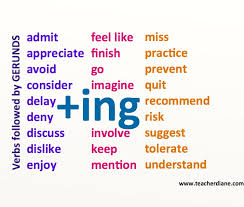 Verbs followed by GERUNDS
admit feel like miss
appreciate finish practice
avoid go prevent
consider imagine quit
delay recommend
+ing
deny risk
discuss involve suggest
dislike keep tolerate
enjoy mention understand
www.teacherdiane.com